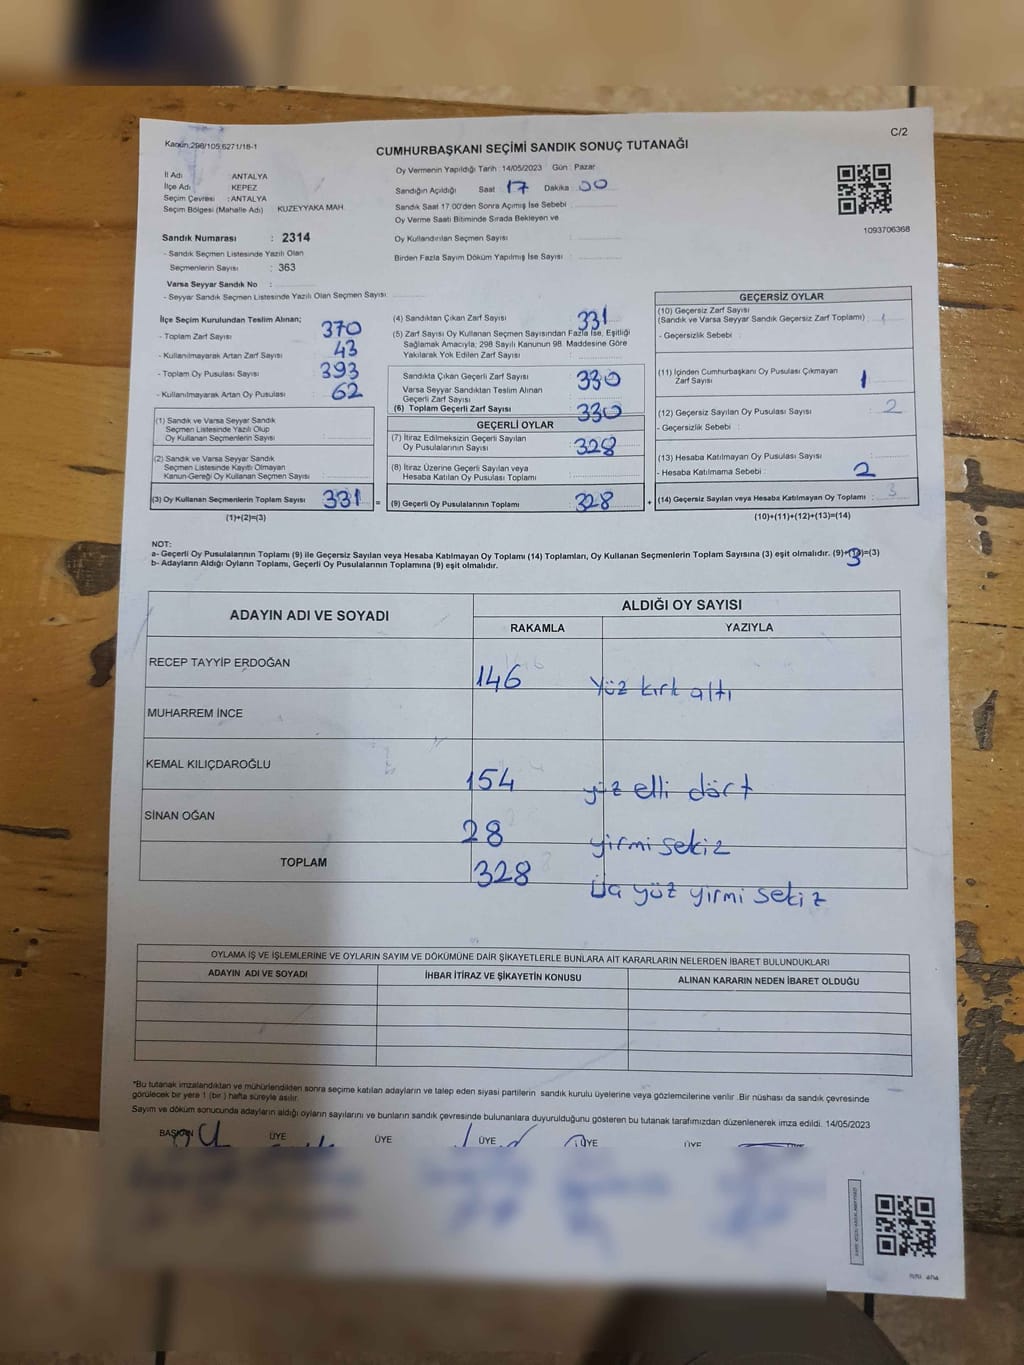 C/2
Kanun:298/105;6271/18-1
CUMHURBAŞKANI SEÇİMİ SANDIK SONUÇ TUTANAĞI
Oy Vermenin Yapıldığı Tarih :14/05/2023 Gün : Pazar
İl Adı : ANTALYA
İlçe Adı : KEPEZ
Seçim Çevresi : ANTALYA
Seçim Bölgesi (Mahalle Adı) KUZEYYAKA MAH.
Sandığın Açıldığı Saat 17 Dakika 00
Sandık Saat 17:00'den Sonra Açımış İse Sebebi :
Oy Verme Saati Bitiminde Sırada Bekleyen ve
Oy Kullandırılan Seçmen Sayısı :
Birden Fazla Sayım Döküm Yapılmış İse Sayısı :
1093706368
Sandık Numarası : 2314
- Sandık Seçmen Listesinde Yazılı Olan
Seçmenlerin Sayısı : 363
Varsa Seyyar Sandık No :
- Seyyar Sandık Seçmen Listesinde Yazılı Olan Seçmen Sayısı
İlçe Seçim Kurulundan Teslim Alınan;
- Toplam Zarf Sayısı : 370
- Kullanılmayarak Artan Zarf Sayısı : 43
- Toplam Oy Pusulası Sayısı : 393
- Kullanılmayarak Artan Oy Pusulası : 62
(1) Sandık ve Varsa Seyyar Sandık
Seçmen Listesinde Yazılı Olup
Oy Kullanan Seçmenlerin Sayısı :
(2) Sandık ve Varsa Seyyar Sandık
Seçmen Listesinde Kayıtlı Olmayan
Kanun Gereği Oy Kullanan Seçmen Sayısı :
(3) Oy Kullanan Seçmenlerin Toplam Sayısı 331 =
(1)+(2)=(3)
(4) Sandıktan Çıkan Zarf Sayısı : 331
(5) Zarf Sayısı Oy Kullanan Seçmen Sayısından Fazla İse, Eşitliği
Sağlamak Amacıyla; 298 Sayılı Kanunun 98. Maddesine Göre
Yakılarak Yok Edilen Zarf Sayısı :
Sandıkta Çıkan Geçerli Zarf Sayısı : 330
Varsa Seyyar Sandıktan Teslim Alınan
Geçerli Zarf Sayısı :
(6) Toplam Geçerli Zarf Sayısı : 330
GEÇERLİ OYLAR
(7) İtiraz Edilmeksizin Geçerli Sayılan
Oy Pusulalarının Sayısı : 328
(8) İtiraz Üzerine Geçerli Sayılan veya
Hesaba Katılan Oy Pusulası Toplamı :
(9) Geçerli Oy Pusulalarının Toplamı : 328 +
GEÇERSİZ OYLAR
(10) Geçersiz Zarf Sayısı
(Sandık ve Varsa Seyyar Sandık Geçersiz Zarf Toplamı) :
- Geçersizlik Sebebi :
(11) İçinden Cumhurbaşkanı Oy Pusulası Çıkmayan
Zarf Sayısı : 1
(12) Geçersiz Sayılan Oy Pusulası Sayısı : 2
- Geçersizlik Sebebi :
(13) Hesaba Katılmayan Oy Pusulası Sayısı :
- Hesaba Katılmama Sebebi : 2
(14) Geçersiz Sayılan veya Hesaba Katılmayan Oy Toplamı : 3
(10)+(11)+(12)+(13)=(14)
NOT:
a- Geçerli Oy Pusulalarının Toplamı (9) ile Geçersiz Sayılan veya Hesaba Katılmayan Oy Toplamı (14) Toplamları, Oy Kullanan Seçmenlerin Toplam Sayısına (3) eşit olmalıdır. (9)+(14)=(3)
3
b- Adayların Aldığı Oyların Toplamı, Geçerli Oy Pusulalarının Toplamına (9) eşit olmalıdır.
ADAYIN ADI VE SOYADI ALDIĞI OY SAYISI
RAKAMLA YAZIYLA
RECEP TAYYİP ERDOĞAN 146 Yüz kırk altı
MUHARREM İNCE
KEMAL KILIÇDAROĞLU 154 yüz elli dört
SİNAN OĞAN 28 yirmi sekiz
TOPLAM 328 Üç yüz yirmi sekiz
OYLAMA İŞ VE İŞLEMLERİNE VE OYLARIN SAYIM VE DÖKÜMÜNE DAİR ŞİKAYETLERLE BUNLARA AİT KARARLARIN NELERDEN İBARET BULUNDUKLARI
ADAYIN ADI VE SOYADI İHBAR İTİRAZ VE ŞİKAYETİN KONUSU ALINAN KARARIN NEDEN İBARET OLDUĞU
*Bu tutanak imzalandıktan ve mühürlendikten sonra seçime katılan adayların ve talep eden siyasi partilerin sandık kurulu üyelerine veya gözlemcilerine verilir. Bir nüshası da sandık çevresinde
görülecek bir yere 1 (bir) hafta süreyle asılır.
Sayım ve döküm sonucunda adayların aldığı oyların sayılarını ve bunların sandık çevresinde bulunanlara duyurulduğunu gösteren bu tutanak tarafımızdan düzenlenerek imza edildi. 14/05/2023
BAŞKAN ÜYE ÜYE ÜYE ÜYE ÜYE